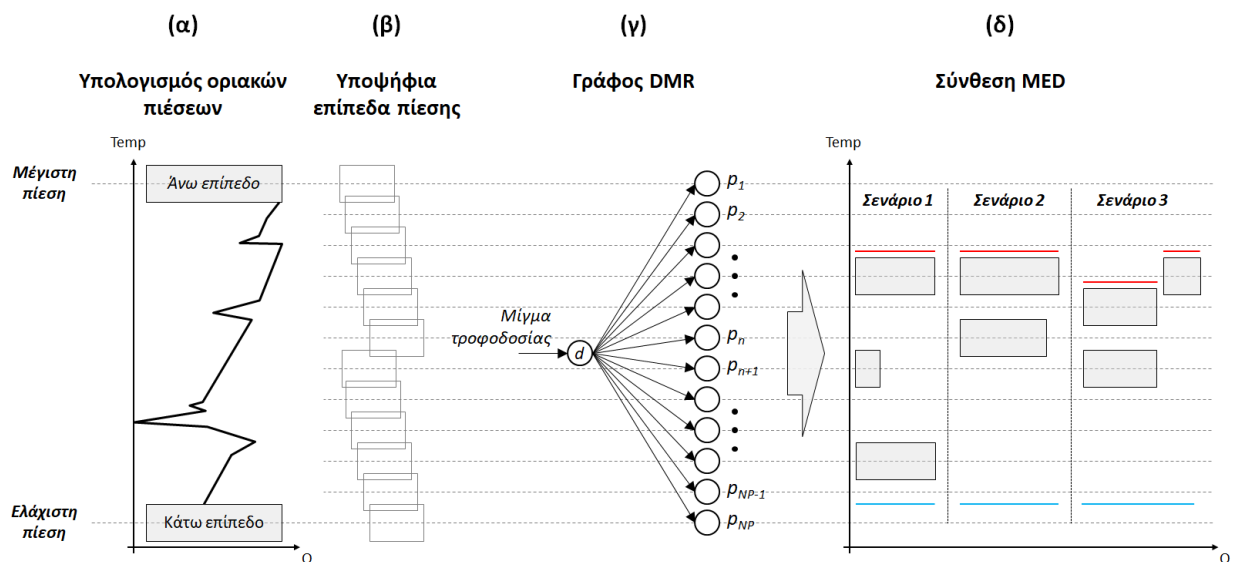 (α)
(β)
(γ)
(δ)
Υπολογισμός οριακών
πιέσεων
Υποψήφια
επίπεδα πίεσης
Γράφος DMR
Σύνθεση MED
Temp
Temp
Μέγιστη
πίεση
Άνω επίπεδο
Ελάχιστη
πίεση
Κάτω επίπεδο
Q
Μίγμα
τροφοδοσίας
d
p1
p2
pn
pn+1
pNP-1
pNP
Σενάριο 1
Σενάριο 2
Σενάριο 3
Q